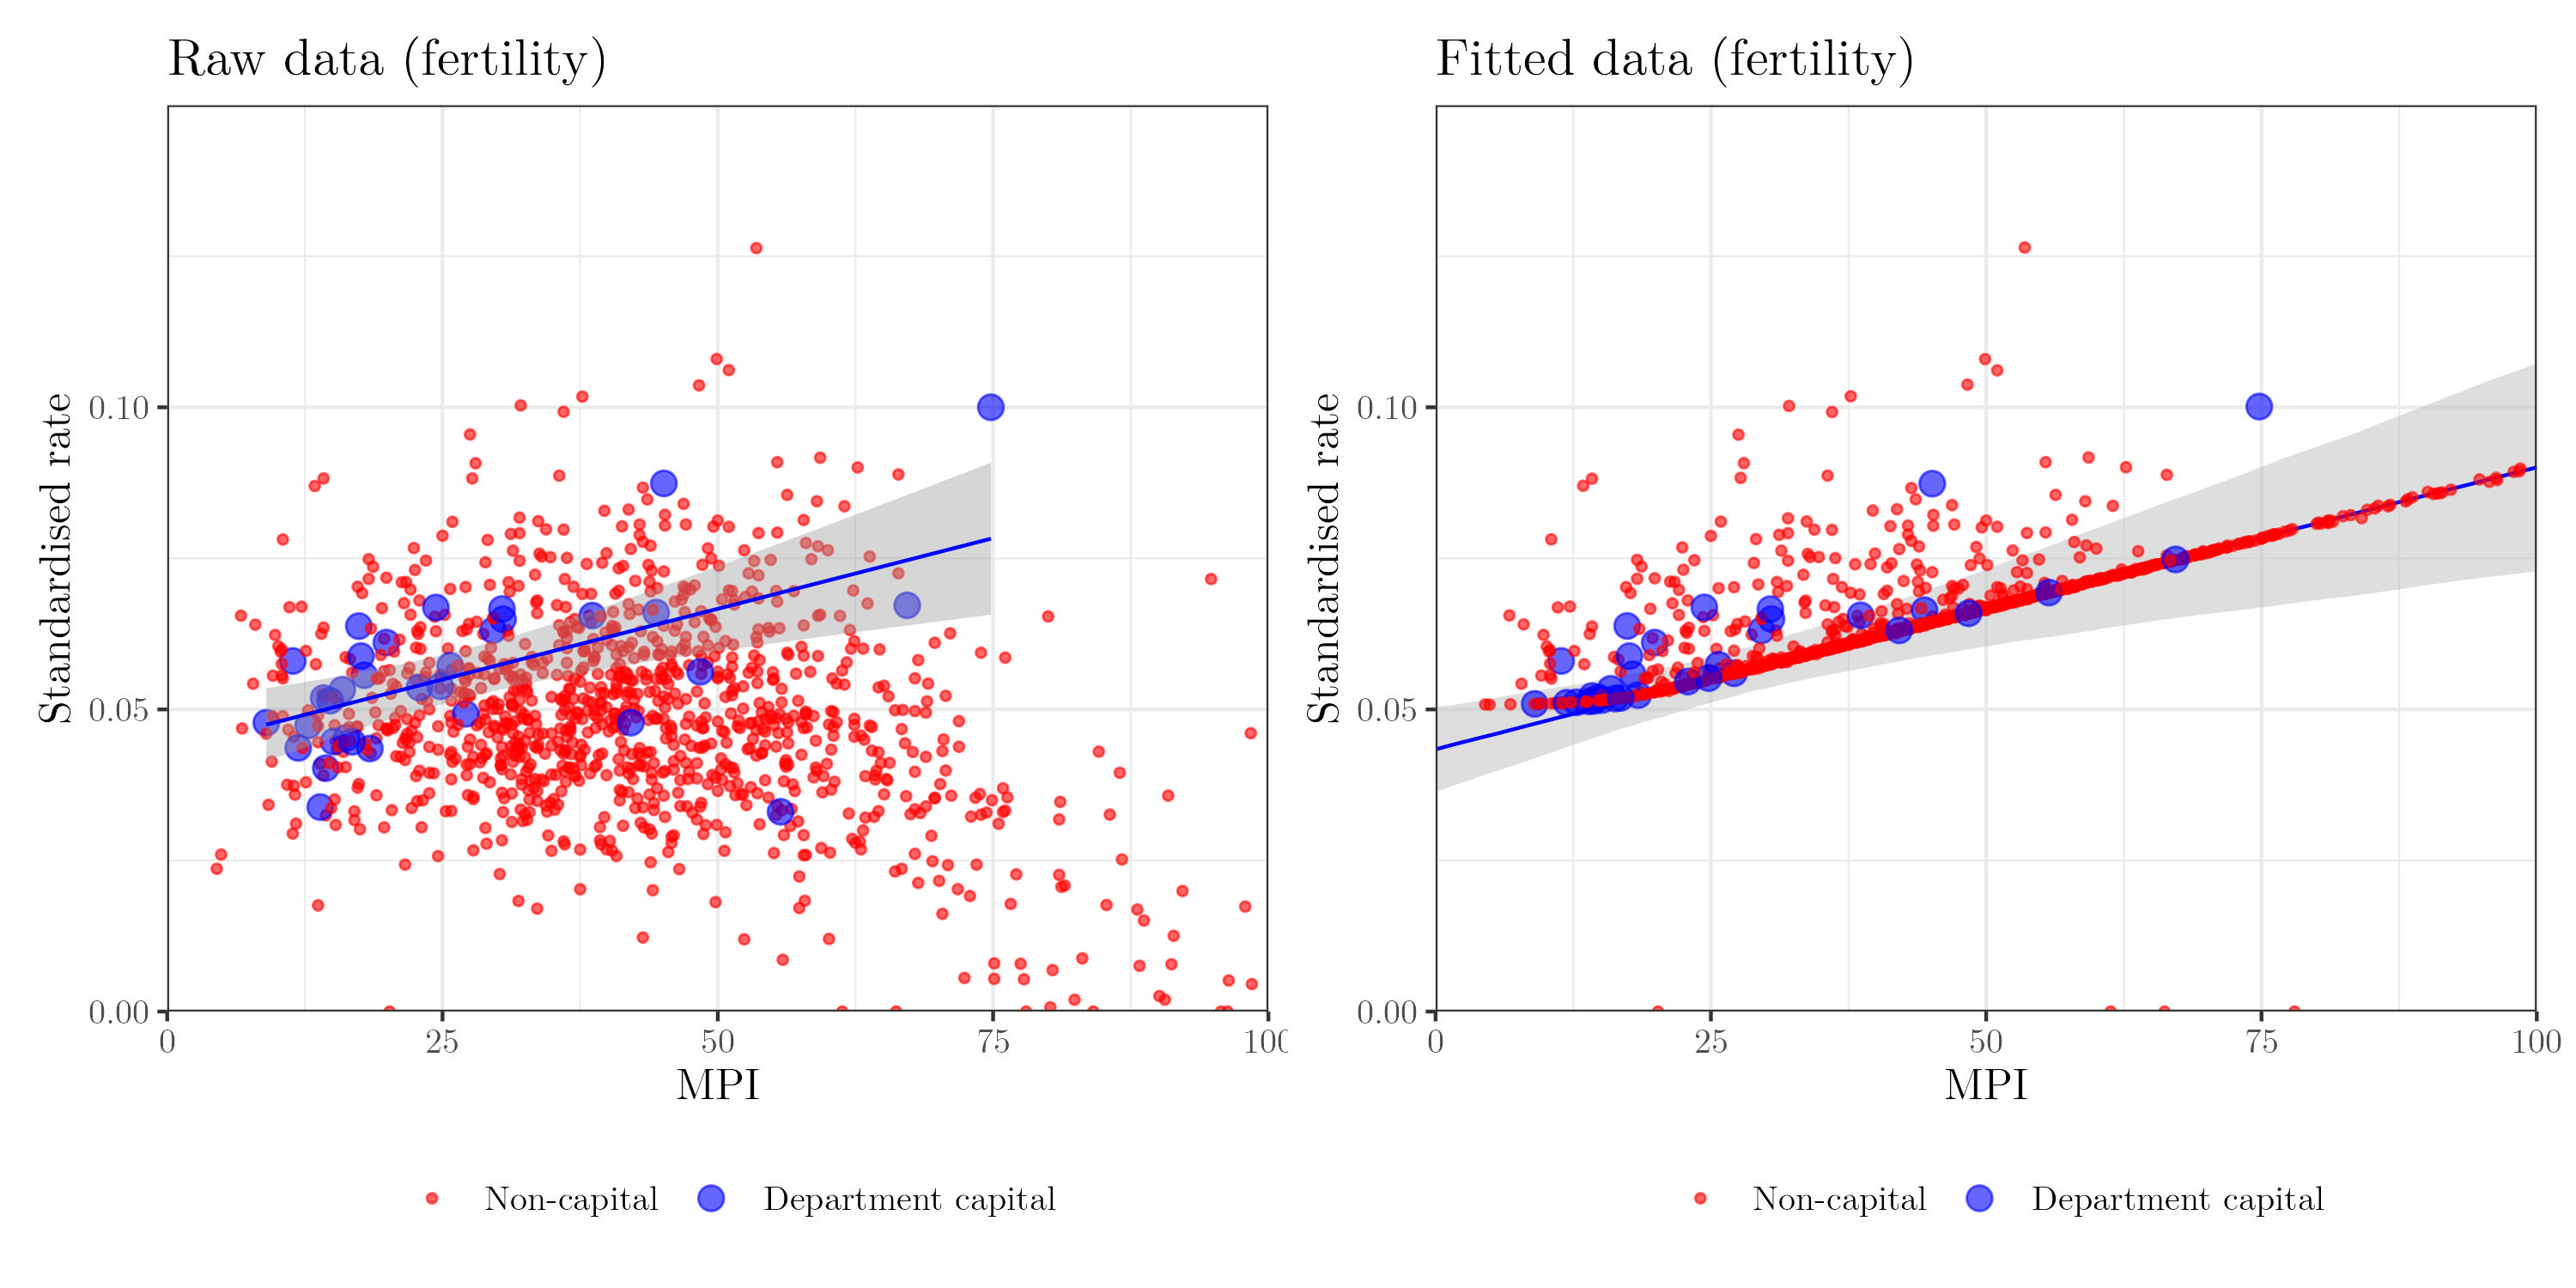 Raw data (fertility)
Standardised rate
0.10
0.05
0.00
0 25 50 75 100
MPI
Non-capital Department capital
Fitted data (fertility)
Standardised rate
0.10
0.05
0.00
0 25 50 75 100
MPI
Non-capital Department capital